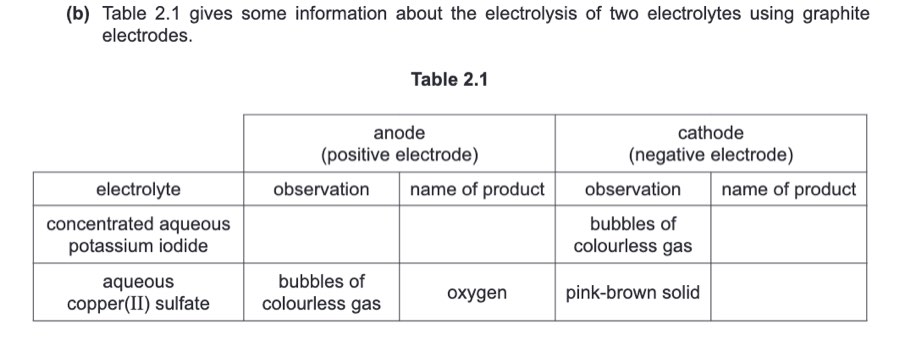 (b) Table 2.1 gives some information about the electrolysis of two electrolytes using graphite
electrodes.
Table 2.1
anode
(positive electrode)
cathode
(negative electrode)
electrolyte
observation
name of product
observation
name of product
concentrated aqueous
potassium iodide
bubbles of
colourless gas
aqueous
copper(II) sulfate
bubbles of
colourless gas
oxygen
pink-brown solid